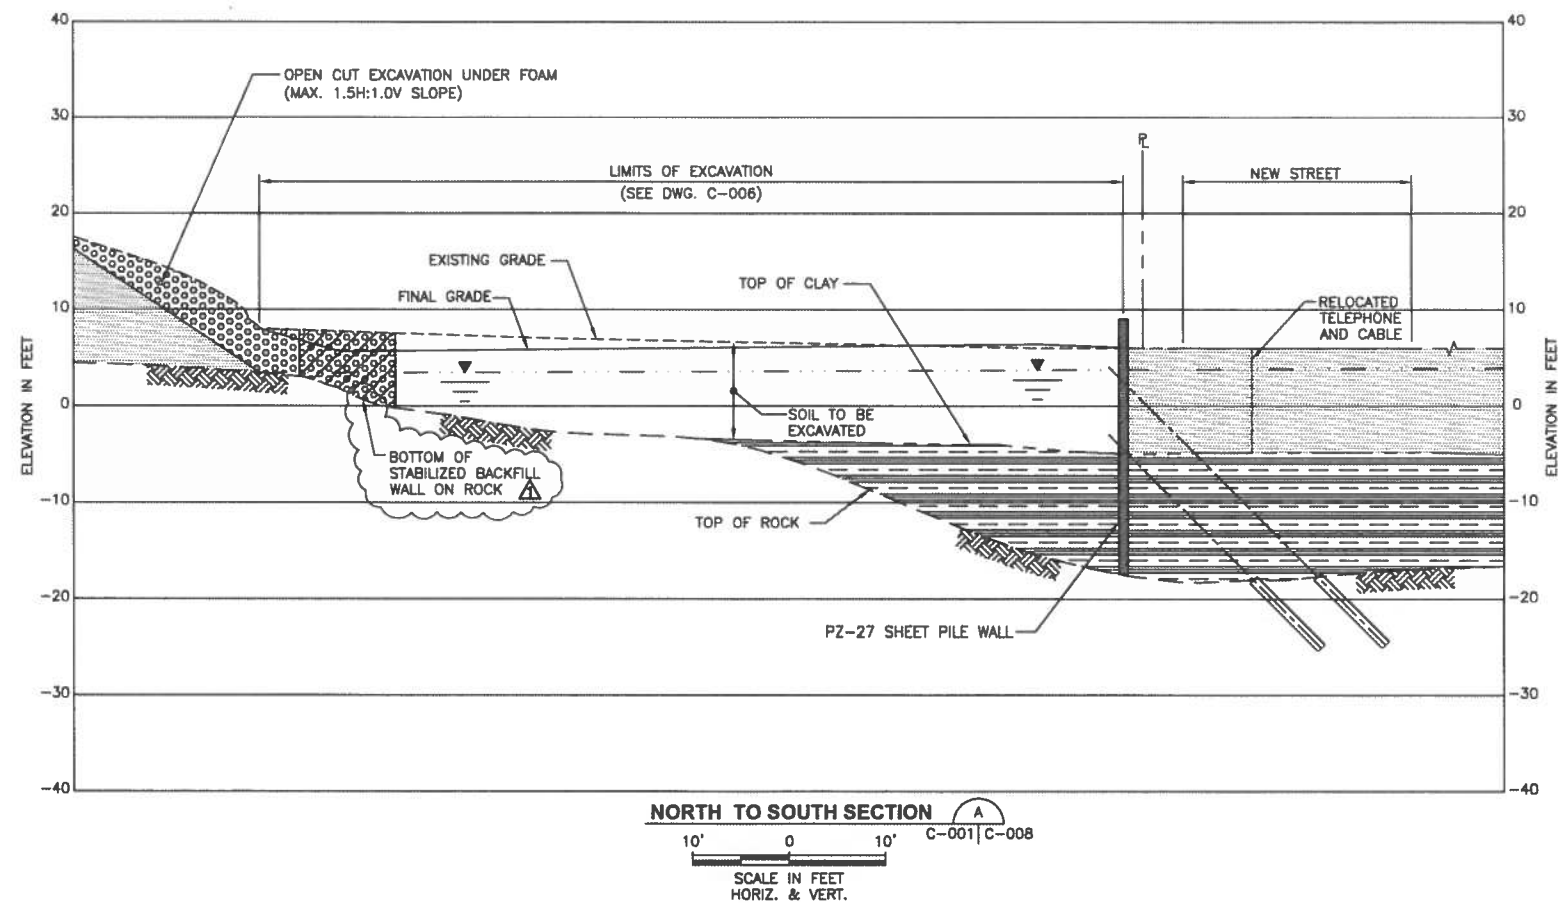 40
40
OPEN CUT EXCAVATION UNDER FOAM
(MAX. 1.5H:1.0V SLOPE)
30
30
PL
LIMITS OF EXCAVATION
(SEE DWG. C-006)
NEW STREET
20
20
EXISTING GRADE
TOP OF CLAY
FINAL GRADE
10
10
RELOCATED
TELEPHONE
AND CABLE
ELEVATION IN FEET
ELEVATION IN FEET
0
0
SOIL TO BE
EXCAVATED
BOTTOM OF
STABILIZED BACKFILL
WALL ON ROCK 1
-10
-10
TOP OF ROCK
-20
-20
PZ-27 SHEET PILE WALL
-30
-30
-40
-40
NORTH TO SOUTH SECTION A
C-001 C-008
10' 0 10'
SCALE IN FEET
HORIZ. & VERT.